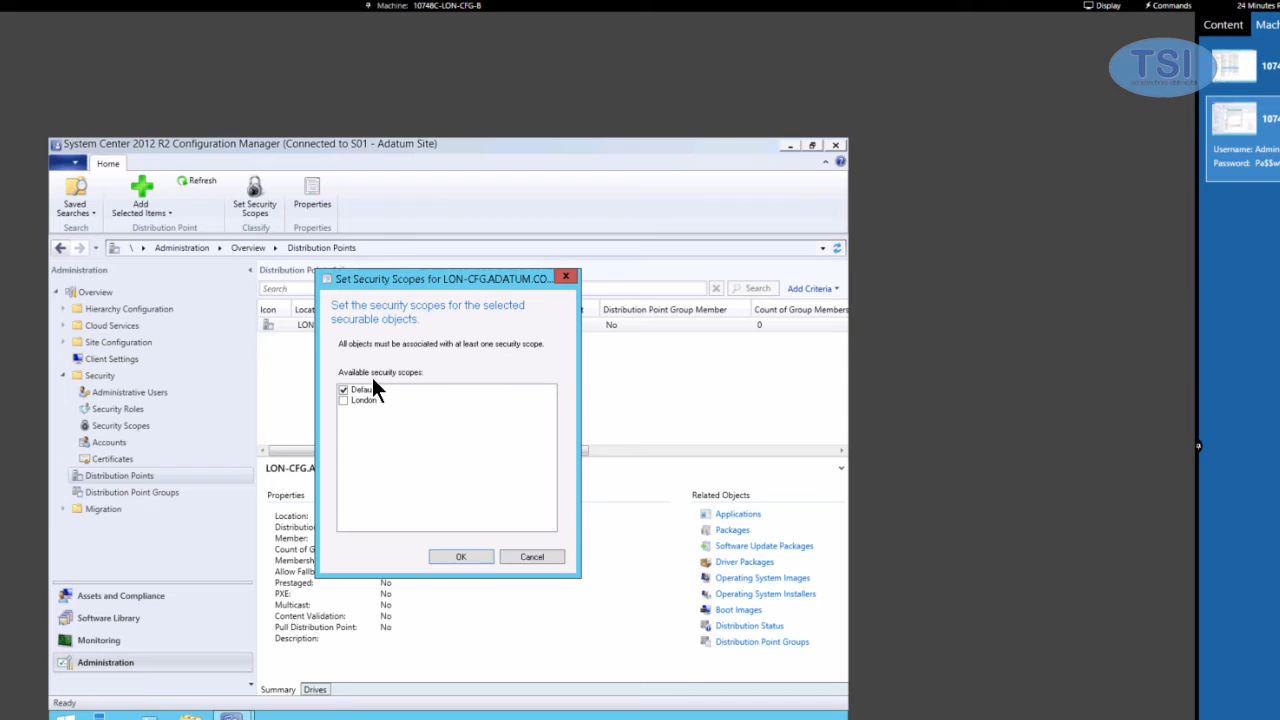 Machine: 10748C-LON-CFG-B
Display
Commands
24 Minutes R
Content
Mach
TSI
1074
1074
Username: Admin
Password: Pa$$w
System Center 2012 R2 Configuration Manager (Connected to S01 - Adatum Site)
Home
Saved Searches
Add Selected Items
Refresh
Set Security Scopes
Properties
Search
Distribution Point
Classify
Properties
\ Administration Overview Distribution Points
Administration
Overview
Hierarchy Configuration
Cloud Services
Site Configuration
Client Settings
Security
Administrative Users
Security Roles
Security Scopes
Accounts
Certificates
Distribution Points
Distribution Point Groups
Migration
Assets and Compliance
Software Library
Monitoring
Administration
Ready
Search
Search
Add Criteria
Icon
Distribution Point Group Member
Count of Group Members
LON
No
0
Set Security Scopes for LON-CFG.ADATUM.CO...
Set the security scopes for the selected
securable objects.
All objects must be associated with at least one security scope.
Available security scopes:
London
OK
Cancel
LON-CFG.A
Properties
Location:
Member:
Allow Fallb
Prestaged: No
PXE: No
Multicast: No
Content Validation: No
Pull Distribution Point: No
Description:
Related Objects
Applications
Packages
Software Update Packages
Driver Packages
Operating System Images
Operating System Installers
Boot Images
Distribution Status
Distribution Point Groups
Summary
Drives